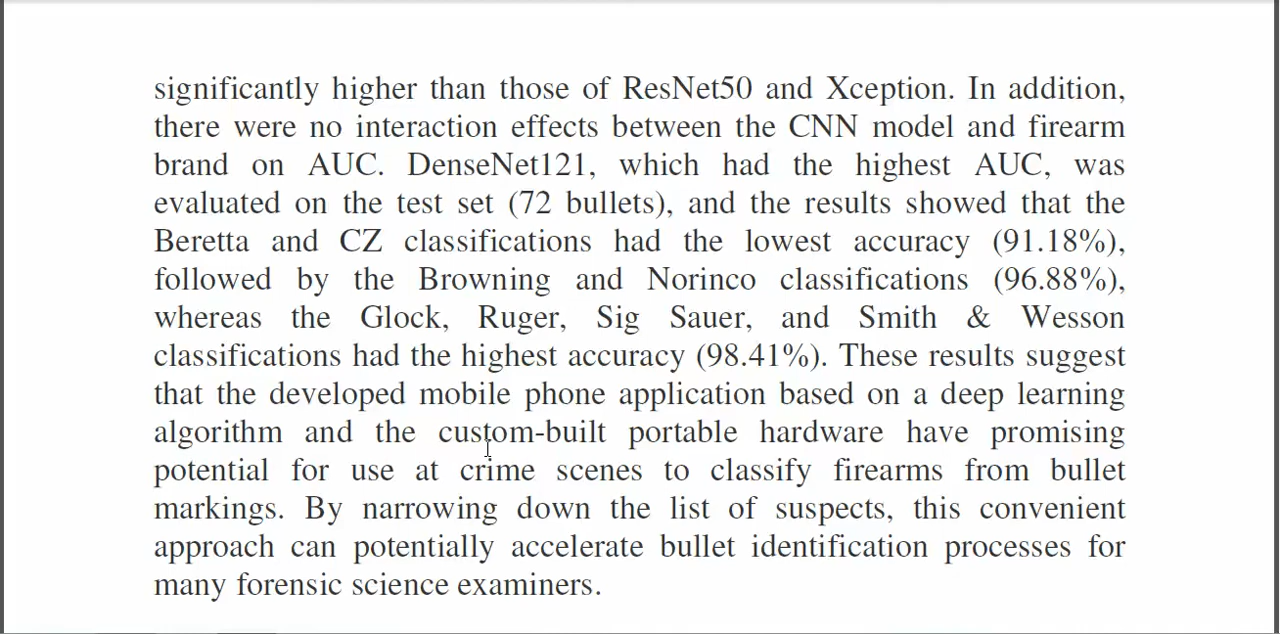 significantly higher than those of ResNet50 and Xception. In addition,
there were no interaction effects between the CNN model and firearm
brand on AUC. DenseNet121, which had the highest AUC, was
evaluated on the test set (72 bullets), and the results showed that the
Beretta and CZ classifications had the lowest accuracy (91.18%),
followed by the Browning and Norinco classifications (96.88%),
whereas the Glock, Ruger, Sig Sauer, and Smith & Wesson
classifications had the highest accuracy (98.41%). These results suggest
that the developed mobile phone application based on a deep learning
algorithm and the custom-built portable hardware have promising
potential for use at crime scenes to classify firearms from bullet
markings. By narrowing down the list of suspects, this convenient
approach can potentially accelerate bullet identification processes for
many forensic science examiners.